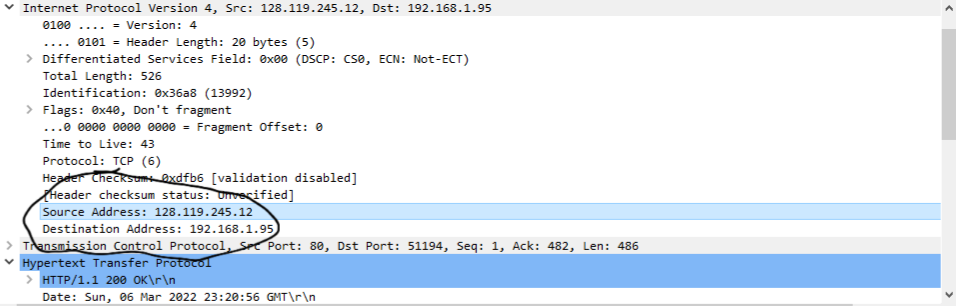 Internet Protocol Version 4, Src: 128.119.245.12, Dst: 192.168.1.95
0100 .... = Version: 4
.... 0101 = Header Length: 20 bytes (5)
Differentiated Services Field: 0x00 (DSCP: CS0, ECN: Not-ECT)
Total Length: 526
Identification: 0x36a8 (13992)
Flags: 0x40, Don't fragment
...0 0000 0000 0000 = Fragment Offset: 0
Time to Live: 43
Protocol: TCP (6)
Header Checksum: 0xdfb6 [validation disabled]
[Header checksum status: Unverified]
Source Address: 128.119.245.12
Destination Address: 192.168.1.95
Transmission Control Protocol, Src Port: 80, Dst Port: 51194, Seq: 1, Ack: 482, Len: 486
Hypertext Transfer Protocol
HTTP/1.1 200 OK\r\n
Date: Sun, 06 Mar 2022 23:20:56 GMT\r\n